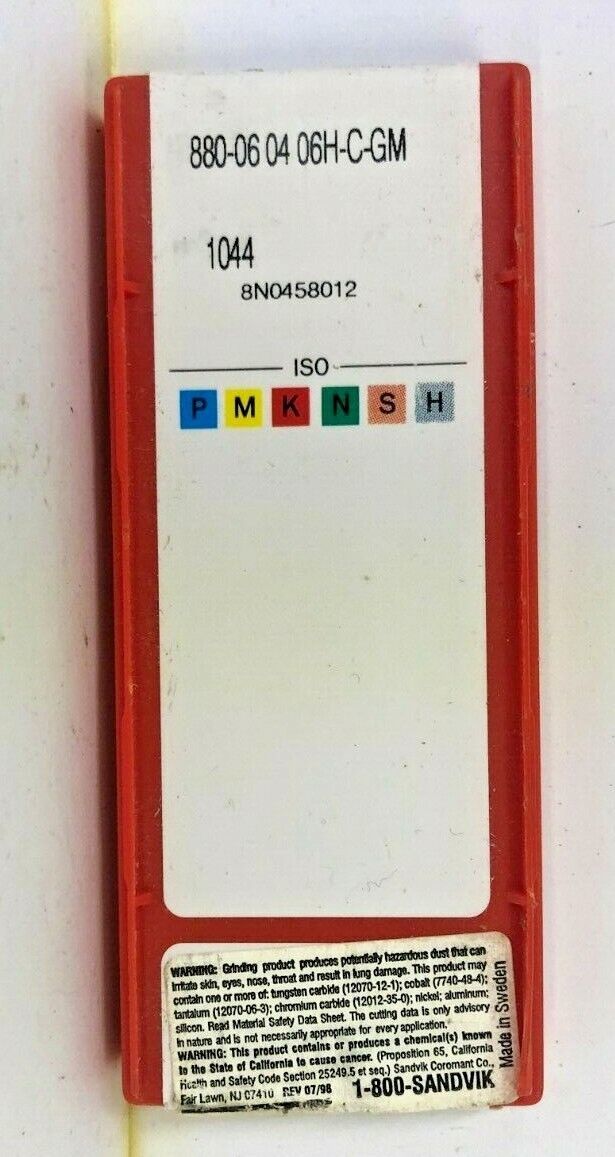 880-06 04 06H-C-GM
1044
8N0458012
ISO
P M K N S H
WARNING: Grinding product produces potentially hazardous dust that can
irritate skin, eyes, nose, throat and result in lung damage. This product may
contain one or more of: tungsten carbide (12070-12-1); cobalt (7740-48-4);
tantalum (12070-06-3); chromium carbide (12012-35-0); nickel; aluminum;
silicon. Read Material Safety Data Sheet. The cutting data is only advisory
in nature and is not necessarily appropriate for every application.
WARNING: This product contains or produces a chemical(s) known
to the State of California to cause cancer. (Proposition 65, California
Health and Safety Code Section 25249.5 et seq.) Sandvik Coromant Co.,
Fair Lawn, NJ 07410 REV 07/98 1-800-SANDVIK
Made in Sweden